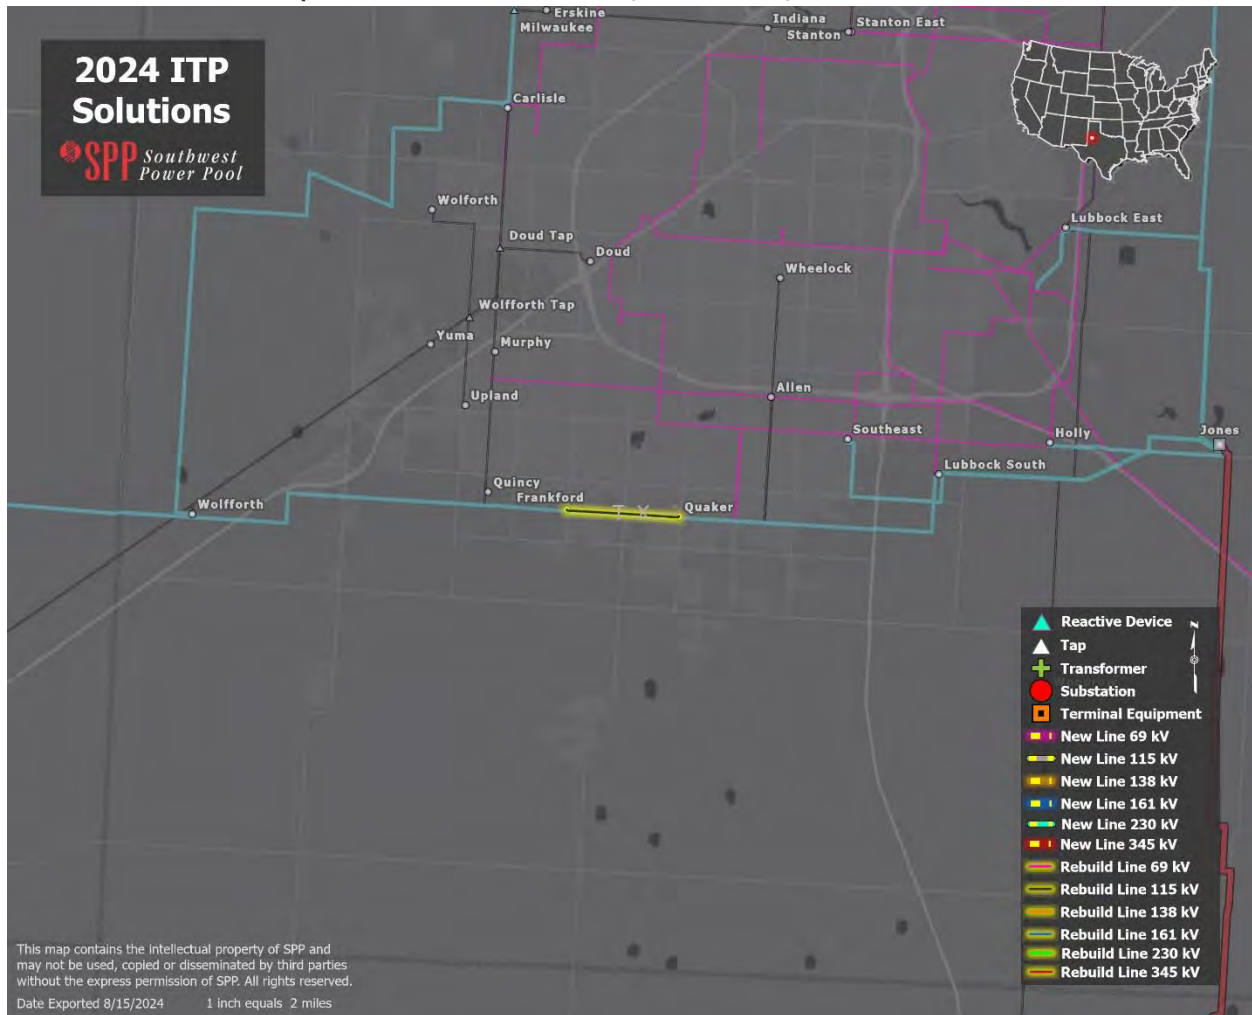 Erskine
Milwaukee
Indiana
Stanton
Stanton East
2024 ITP
Solutions
SPP Southwest
Power Pool
Carlisle
Wolforth
Lubbock East
Doud Tap
Doud
Wheelock
Wolfforth Tap
Yuma
Murphy
Allen
Upland
Southeast
Holly
Jones
Lubbock South
Quincy
Frankford
Wolfforth
Quaker
T X
Reactive Device
N
Tap
Transformer
Substation
Terminal Equipment
New Line 69 kV
New Line 115 kV
New Line 138 kV
New Line 161 kV
New Line 230 kV
New Line 345 kV
Rebuild Line 69 kV
Rebuild Line 115 kV
Rebuild Line 138 kV
Rebuild Line 161 kV
Rebuild Line 230 kV
Rebuild Line 345 kV
This map contains the intellectual property of SPP and
may not be used, copied or disseminated by third parties
without the express permission of SPP. All rights reserved.
Date Exported 8/15/2024 1 inch equals 2 miles